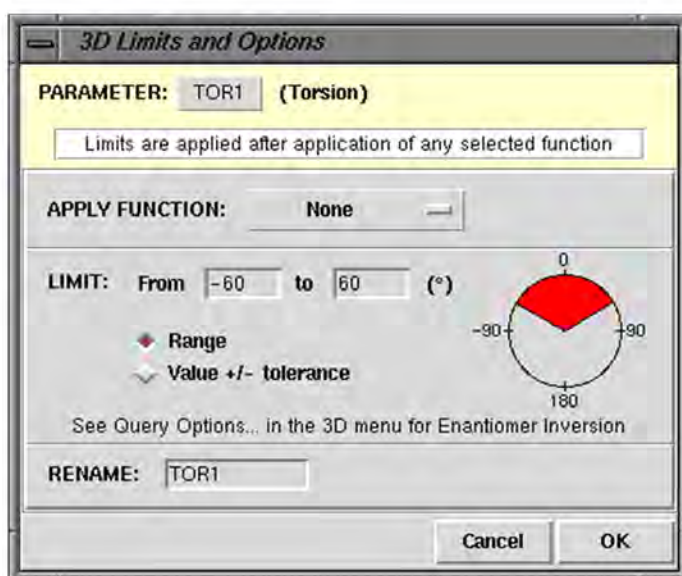 3D Limits and Options
PARAMETER: TOR1 (Torsion)
Limits are applied after application of any selected function
APPLY FUNCTION: None
LIMIT: From -60 to 60 (°)
0
-90 90
180
Range
Value +/- tolerance
See Query Options... in the 3D menu for Enantiomer Inversion
RENAME: TOR1
Cancel OK